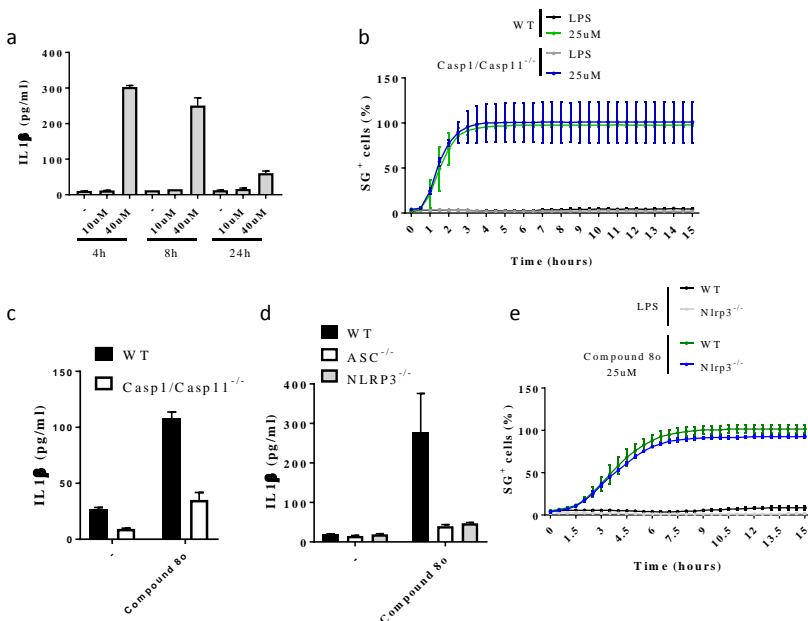 a
IL1β (pg/ml)
400
300
200
100
0
- 10uM 40uM - 10uM 40uM - 10uM 40uM
4h 8h 24h
b
WT
LPS
25uM
Casp1/Casp11-/-
LPS
25uM
SG+ cells (%)
150
100
50
0
0 1 2 3 4 5 6 7 8 9 10 11 12 13 14 15
Time (hours)
c
WT
Casp1/Casp11-/-
IL1β (pg/ml)
150
100
50
0
- Compound 8o
d
WT
ASC-/-
NLRP3-/-
IL1β (pg/ml)
400
300
200
100
0
- Compound 8o
e
LPS
WT
Nlrp3-/-
Compound 8o
25uM
WT
Nlrp3-/-
SG+ cells (%)
150
100
50
0
0 1.5 3 4.5 6 7.5 9 10.5 12 13.5 15
Time (hours)